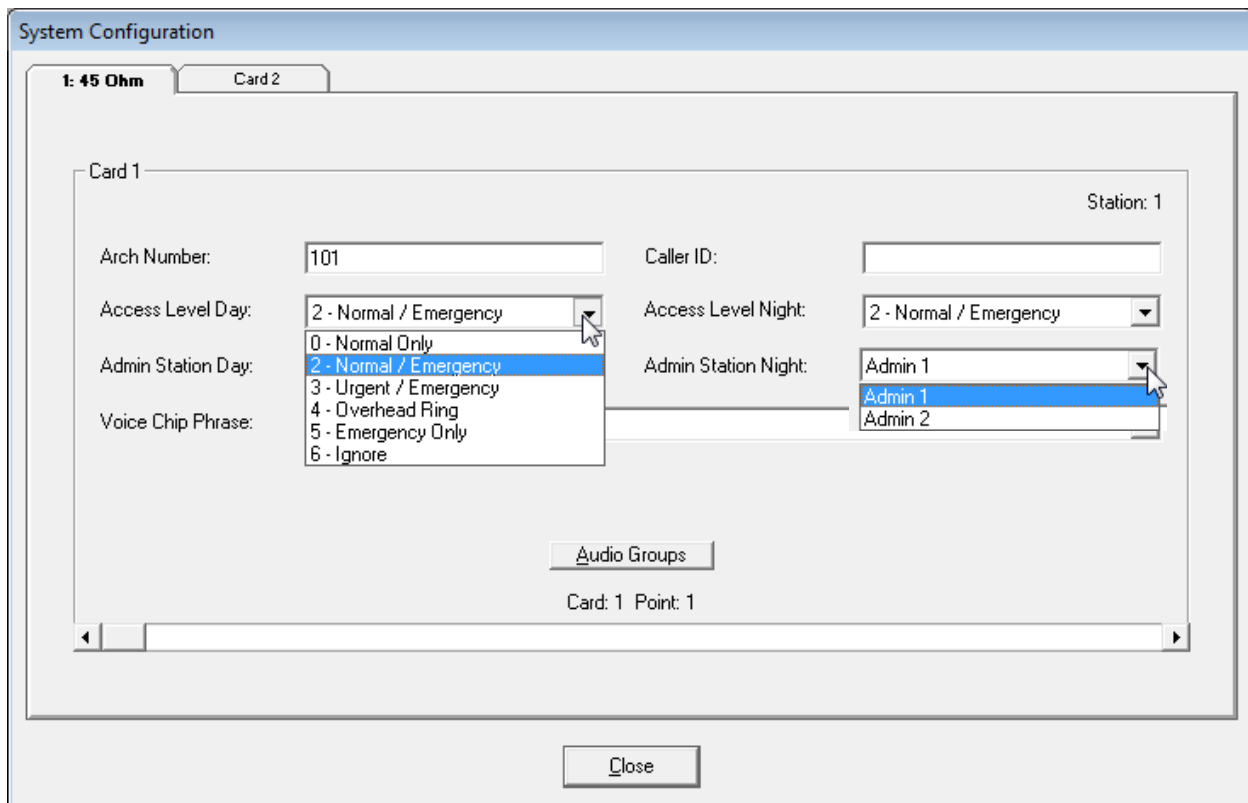 System Configuration
1: 45 Ohm Card 2
Card 1
Station: 1
Arch Number: 101 Caller ID:
Access Level Day: 2 - Normal / Emergency Access Level Night: 2 - Normal / Emergency
0 - Normal Only
Admin Station Day: 2 - Normal / Emergency Admin Station Night: Admin 1
3 - Urgent / Emergency Admin 1
4 - Overhead Ring Admin 2
Voice Chip Phrase: 5 - Emergency Only
6 - Ignore
Audio Groups
Card: 1 Point: 1
Close